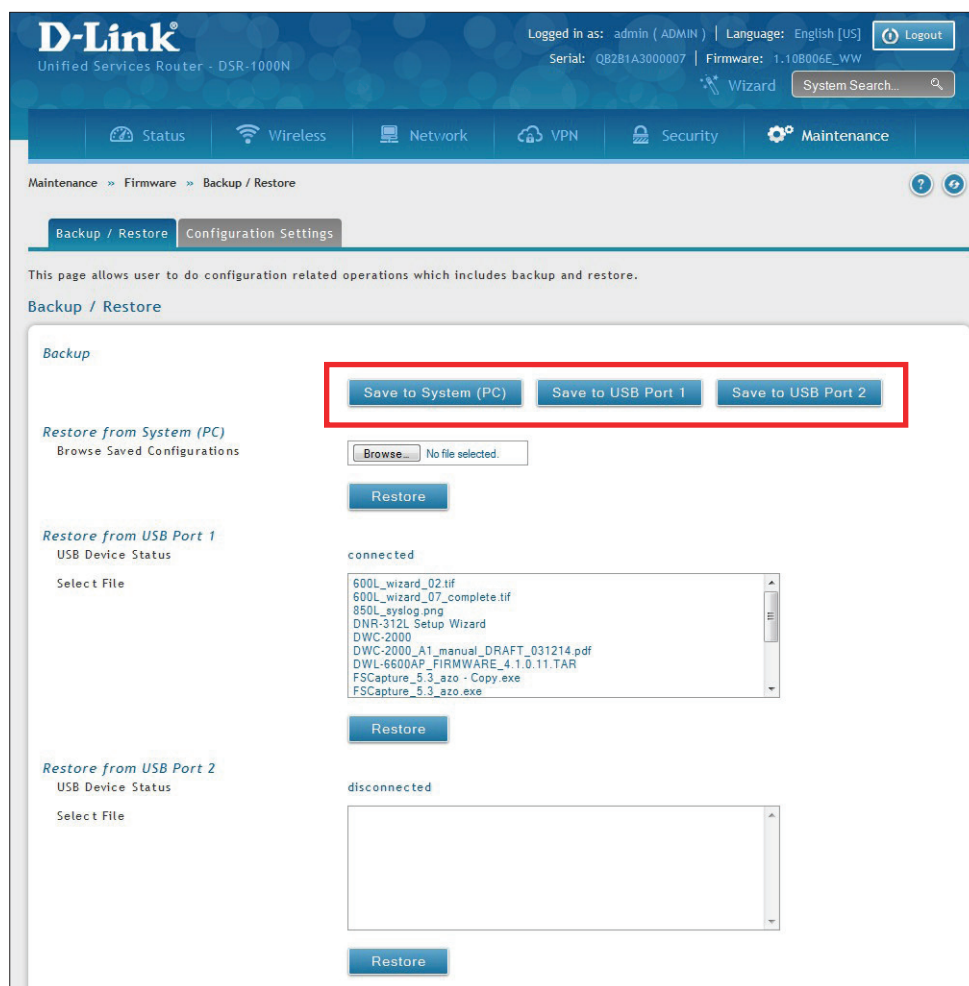 D-Link®
Logged in as: admin ( ADMIN ) | Language: English [US]
Logout
Unified Services Router - DSR-1000N
Serial: QB2B1A3000007 | Firmware: 1.10B006E_WW
Wizard
System Search...
Status
Wireless
Network
VPN
Security
Maintenance
Maintenance » Firmware » Backup / Restore
?
Backup / Restore
Configuration Settings
This page allows user to do configuration related operations which includes backup and restore.
Backup / Restore
Backup
Save to System (PC)
Save to USB Port 1
Save to USB Port 2
Restore from System (PC)
Browse Saved Configurations
Browse... No file selected.
Restore
Restore from USB Port 1
USB Device Status
connected
Select File
600L_wizard_02.tif
600L_wizard_07_complete.tif
850L_syslog.png
DNR-312L Setup Wizard
DWC-2000
DWC-2000_A1_manual_DRAFT_031214.pdf
DWL-6600AP_FIRMWARE_4.1.0.11.TAR
FSCapture_5.3_azo - Copy.exe
FSCapture_5.3_azo.exe
Restore
Restore from USB Port 2
USB Device Status
disconnected
Select File
Restore